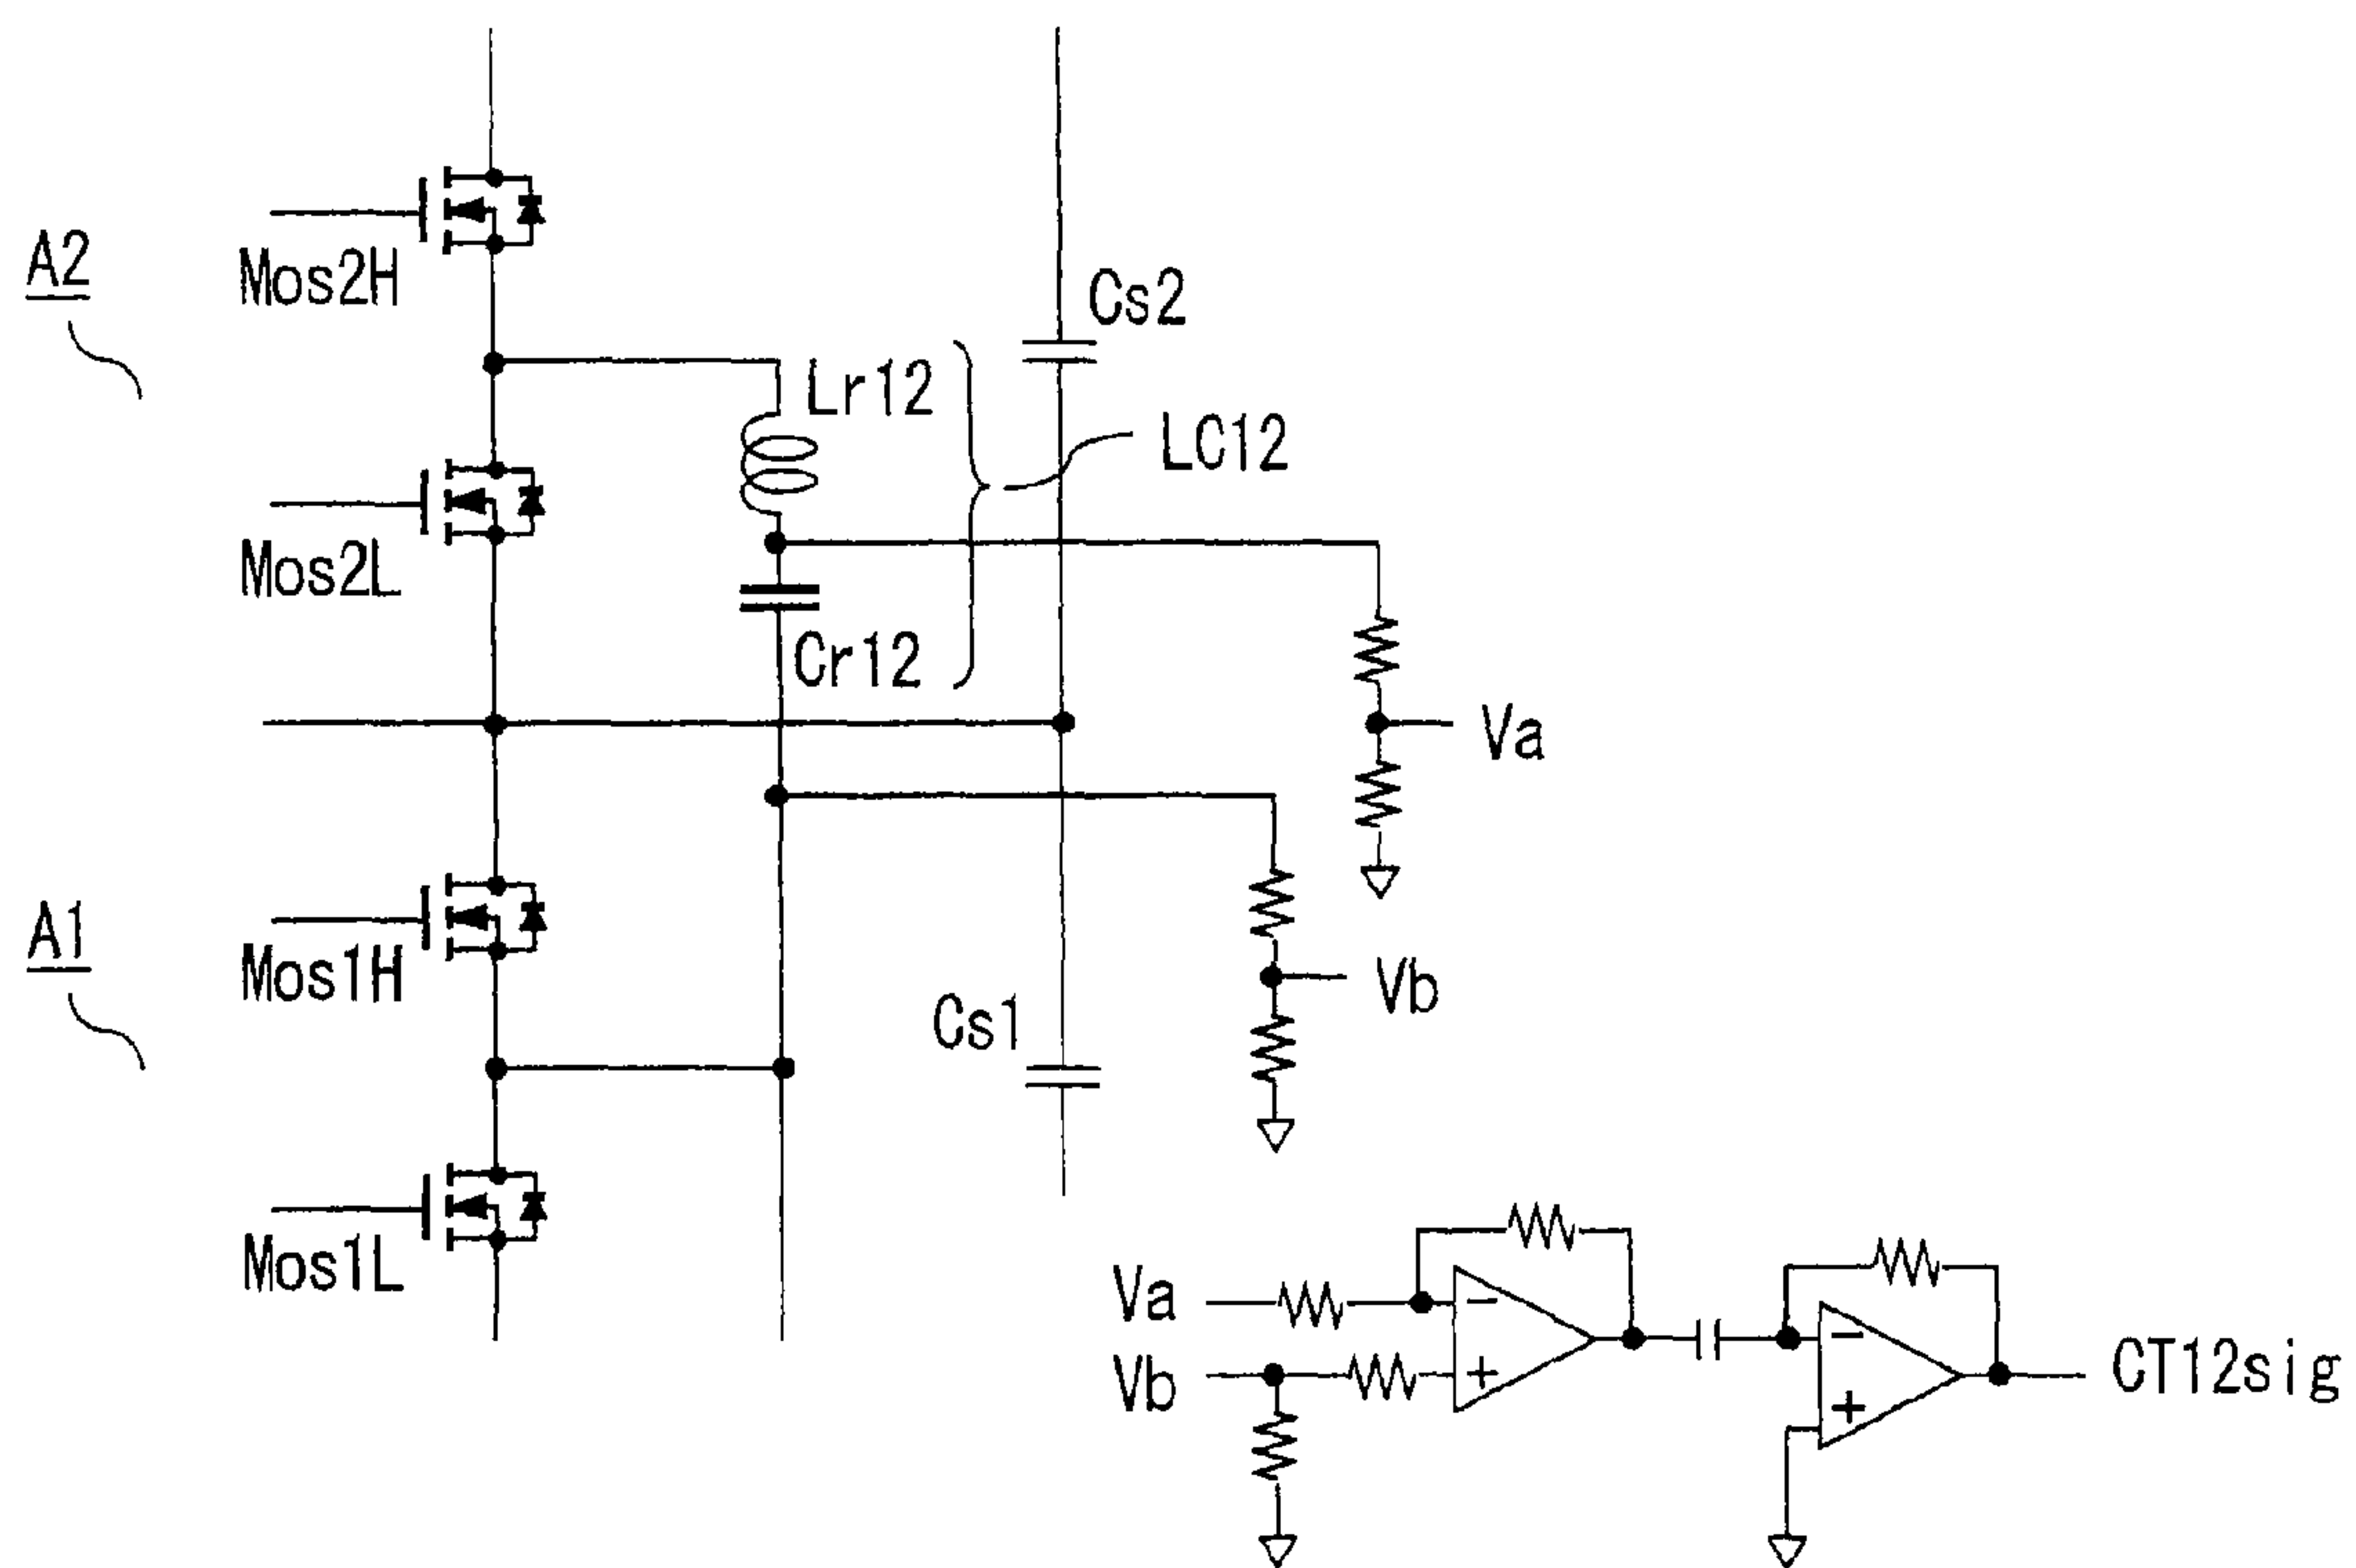 A2
Mos2H
Cs2
Lr12
LC12
Mos2L
Cr12
Va
A1
Mos1H
Vb
Cs1
Mos1L
Va
Vb
-
+
-
+
CT12sig